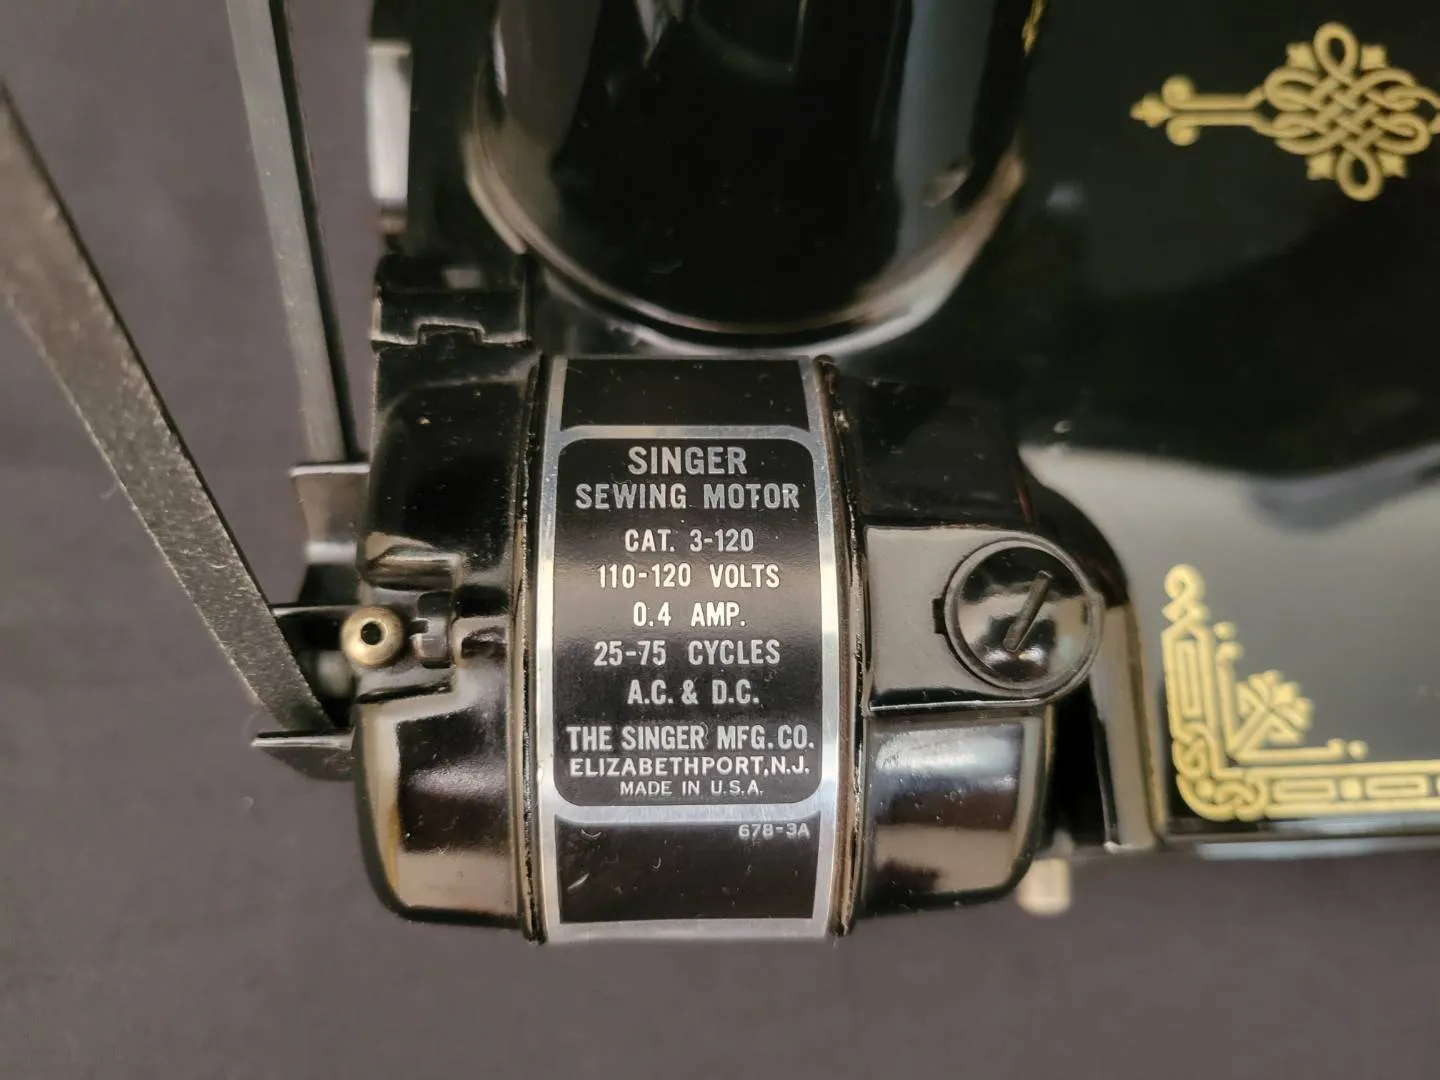 SINGER
SEWING MOTOR
CAT. 3-120
110-120 VOLTS
0.4 AMP.
25-75 CYCLES
A.C. & D.C.
THE SINGER MFG. CO.
ELIZABETHPORT, N.J.
MADE IN U.S.A.
678-3A